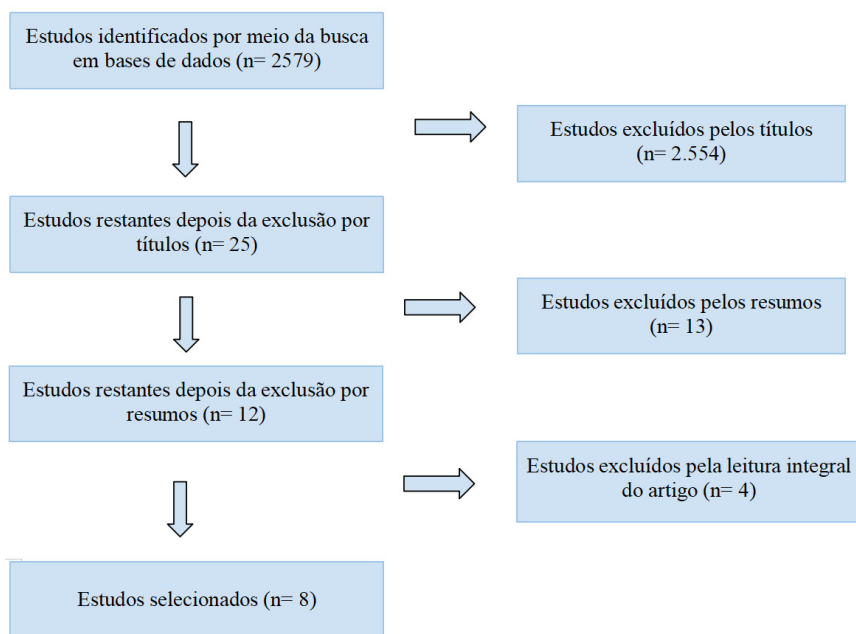 Estudos identificados por meio da busca
em bases de dados (n= 2579)
Estudos excluídos pelos títulos
(n= 2.554)
Estudos restantes depois da exclusão por
títulos (n= 25)
Estudos excluídos pelos resumos
(n= 13)
Estudos restantes depois da exclusão por
resumos (n= 12)
Estudos excluídos pela leitura integral
do artigo (n= 4)
Estudos selecionados (n= 8)